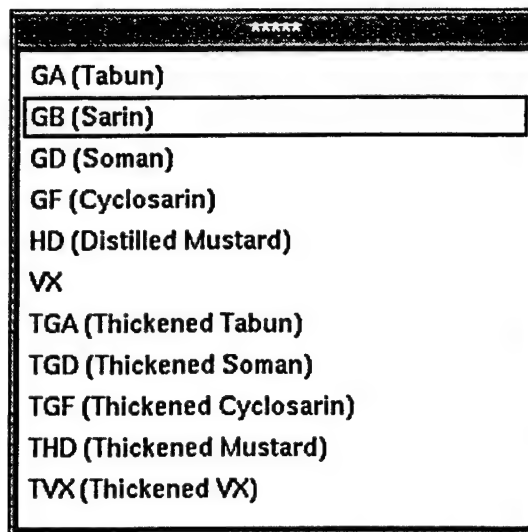 *****
GA (Tabun)
GB (Sarin)
GD (Soman)
GF (Cyclosarin)
HD (Distilled Mustard)
VX
TGA (Thickened Tabun)
TGD (Thickened Soman)
TGF (Thickened Cyclosarin)
THD (Thickened Mustard)
TVX (Thickened VX)